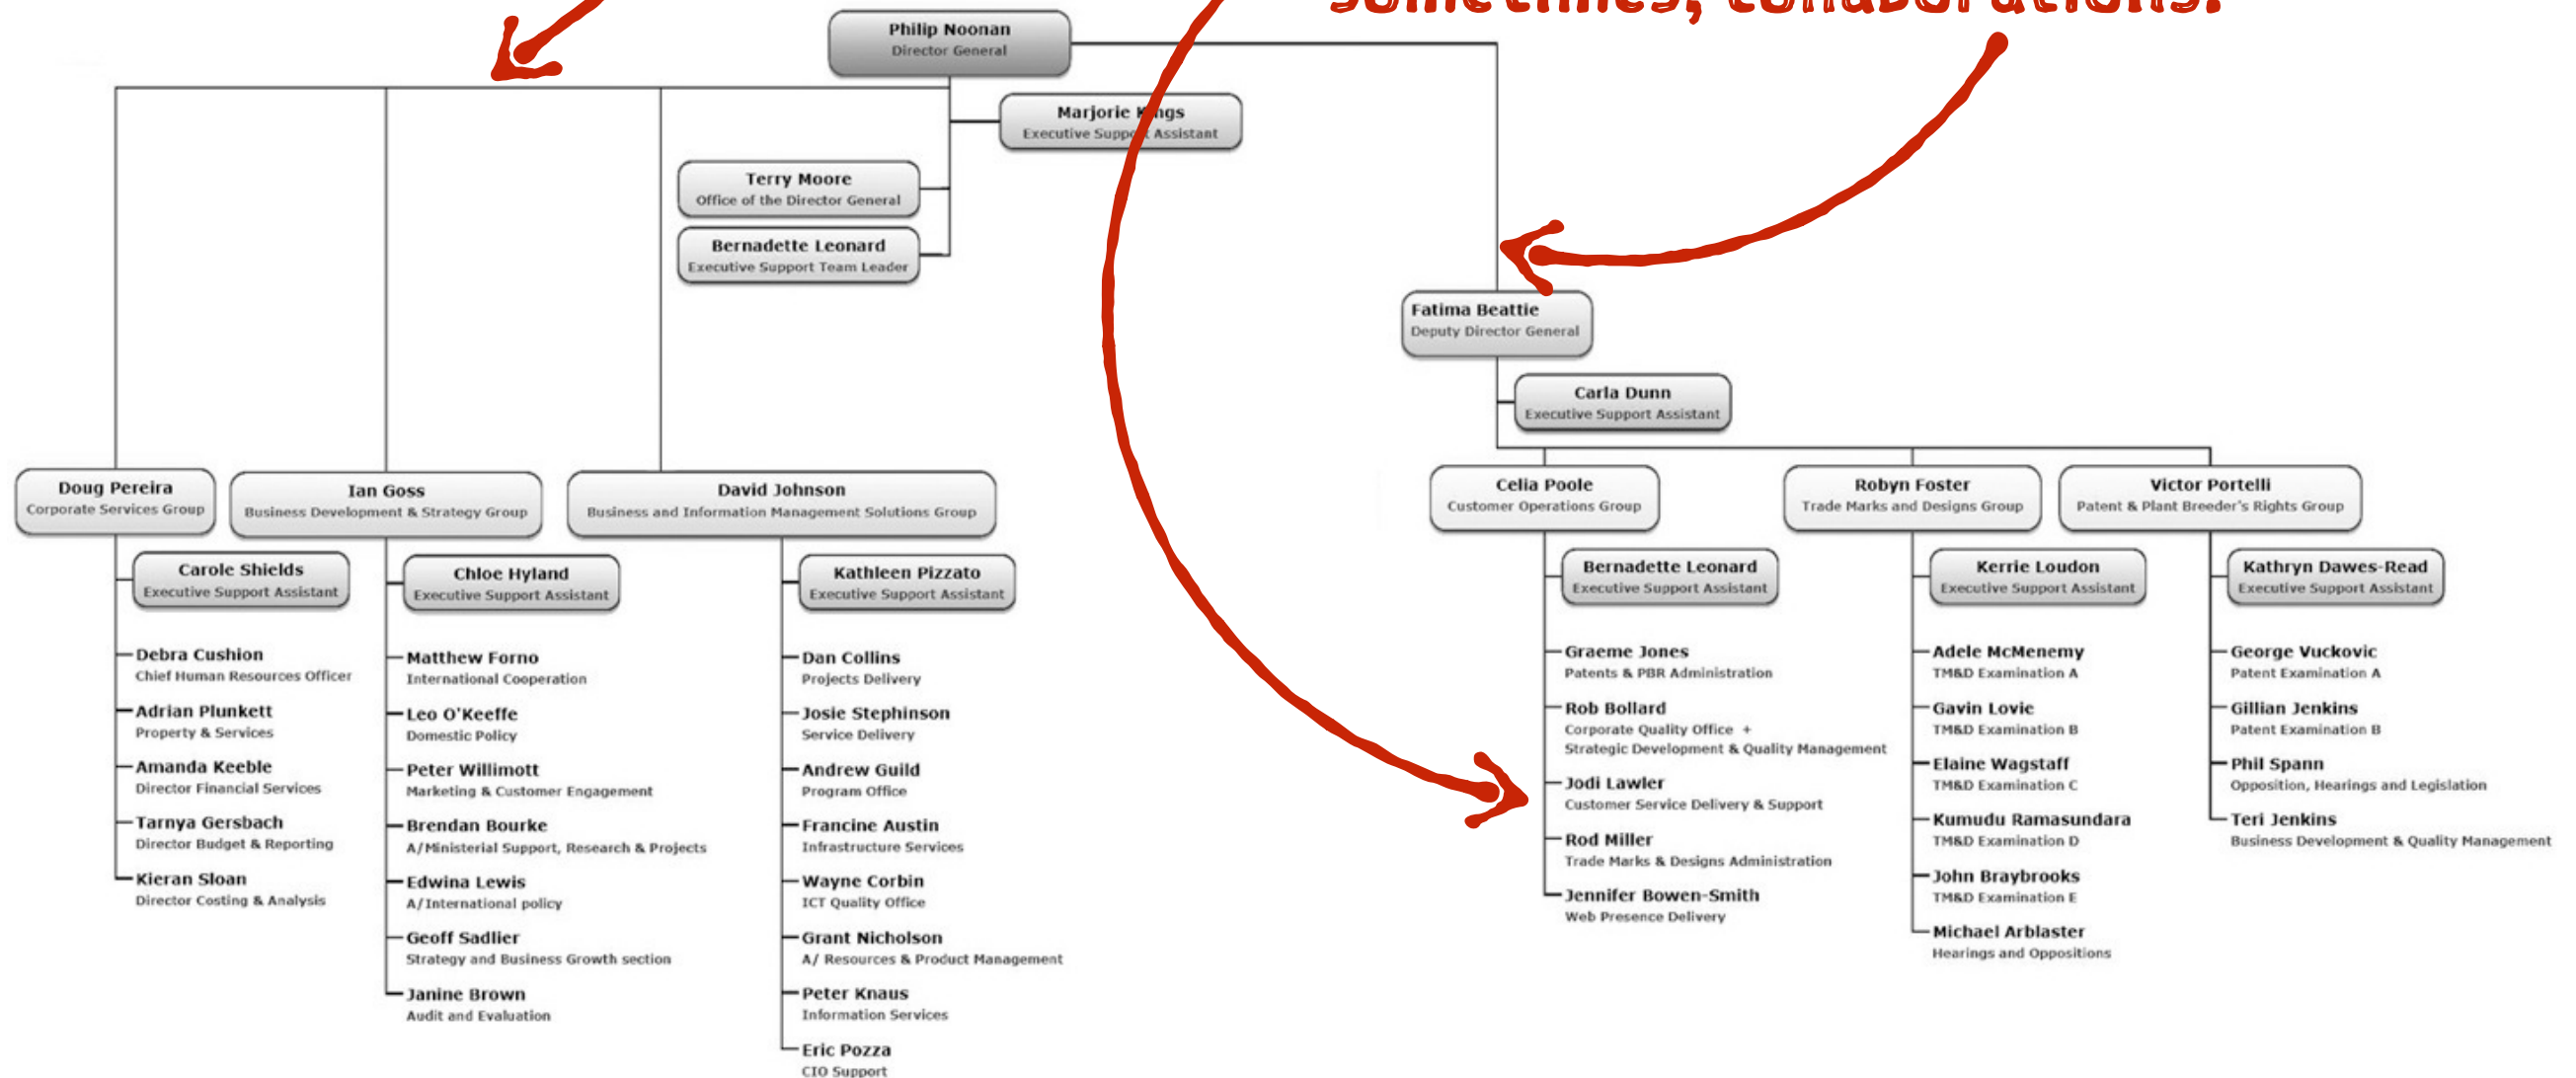 sometimes, collaborations.
Philip Noonan
Director General
Marjorie Kings
Executive Support Assistant
Terry Moore
Office of the Director General
Bernadette Leonard
Executive Support Team Leader
Fatima Beattie
Deputy Director General
Carla Dunn
Executive Support Assistant
Doug Pereira
Corporate Services Group
Carole Shields
Executive Support Assistant
Debra Cushion
Chief Human Resources Officer
Adrian Plunkett
Property & Services
Amanda Keeble
Director Financial Services
Tarnya Gersbach
Director Budget & Reporting
Kieran Sloan
Director Costing & Analysis
Ian Goss
Business Development & Strategy Group
Chloe Hyland
Executive Support Assistant
Matthew Forno
International Cooperation
Leo O'Keeffe
Domestic Policy
Peter Willimott
Marketing & Customer Engagement
Brendan Bourke
A/Ministerial Support, Research & Projects
Edwina Lewis
A/International policy
Geoff Sadlier
Strategy and Business Growth section
Janine Brown
Audit and Evaluation
David Johnson
Business and Information Management Solutions Group
Kathleen Pizzato
Executive Support Assistant
Dan Collins
Projects Delivery
Josie Stephinson
Service Delivery
Andrew Guild
Program Office
Francine Austin
Infrastructure Services
Wayne Corbin
ICT Quality Office
Grant Nicholson
A/ Resources & Product Management
Peter Knaus
Information Services
Eric Pozza
CIO Support
Celia Poole
Customer Operations Group
Bernadette Leonard
Executive Support Assistant
Graeme Jones
Patents & PBR Administration
Rob Bollard
Corporate Quality Office +
Strategic Development & Quality Management
Jodi Lawler
Customer Service Delivery & Support
Rod Miller
Trade Marks & Designs Administration
Jennifer Bowen-Smith
Web Presence Delivery
Robyn Foster
Trade Marks and Designs Group
Kerrie Loudon
Executive Support Assistant
Adele McMenemy
TM&D Examination A
Gavin Lovie
TM&D Examination B
Elaine Wagstaff
TM&D Examination C
Kumudu Ramasundara
TM&D Examination D
John Braybrooks
TM&D Examination E
Michael Arblaster
Hearings and Oppositions
Victor Portelli
Patent & Plant Breeder's Rights Group
Kathryn Dawes-Read
Executive Support Assistant
George Vuckovic
Patent Examination A
Gillian Jenkins
Patent Examination B
Phil Spann
Opposition, Hearings and Legislation
Teri Jenkins
Business Development & Quality Management